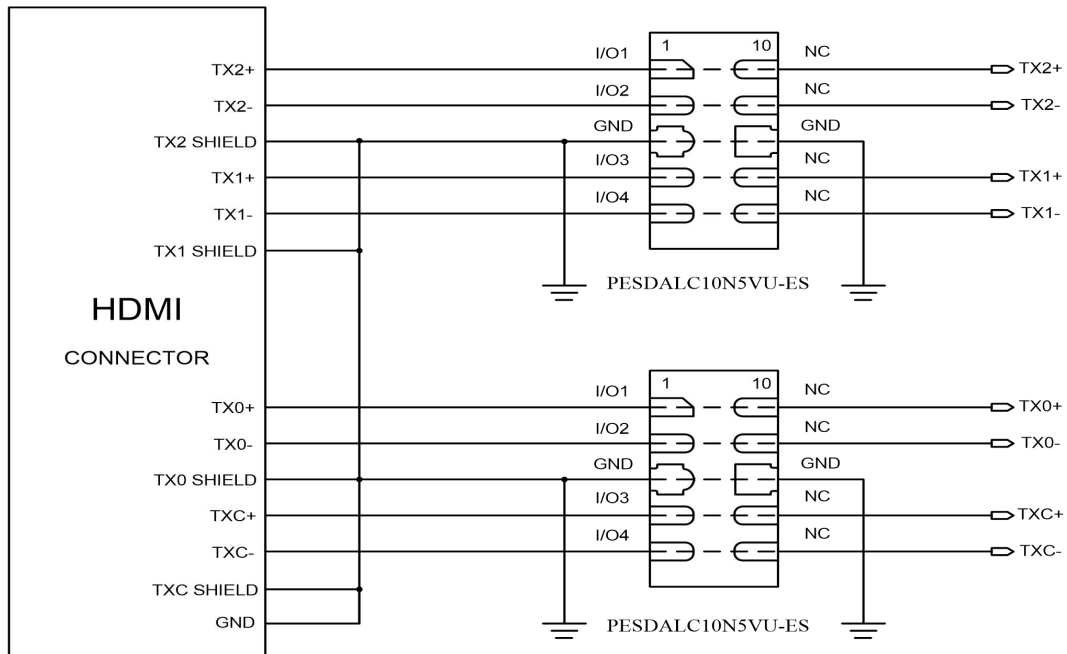 I/O1 1 10 NC
TX2+ TX2+
I/O2 NC
TX2- TX2-
GND GND
TX2 SHIELD
I/O3 NC
TX1+ TX1+
I/O4 NC
TX1- TX1-
TX1 SHIELD
PESDALC10N5VU-ES
HDMI
CONNECTOR
I/O1 1 10 NC
TX0+ TX0+
I/O2 NC
TX0- TX0-
GND GND
TX0 SHIELD
I/O3 NC
TXC+ TXC+
I/O4 NC
TXC- TXC-
TXC SHIELD
GND
PESDALC10N5VU-ES